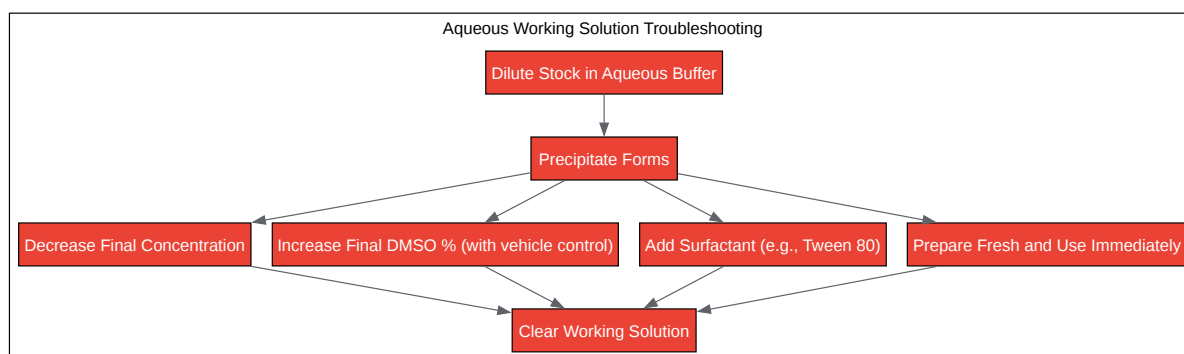 Aqueous Working Solution Troubleshooting
Dilute Stock in Aqueous Buffer
Precipitate Forms
Decrease Final Concentration
Increase Final DMSO % (with vehicle control)
Add Surfactant (e.g., Tween 80)
Prepare Fresh and Use Immediately
Clear Working Solution